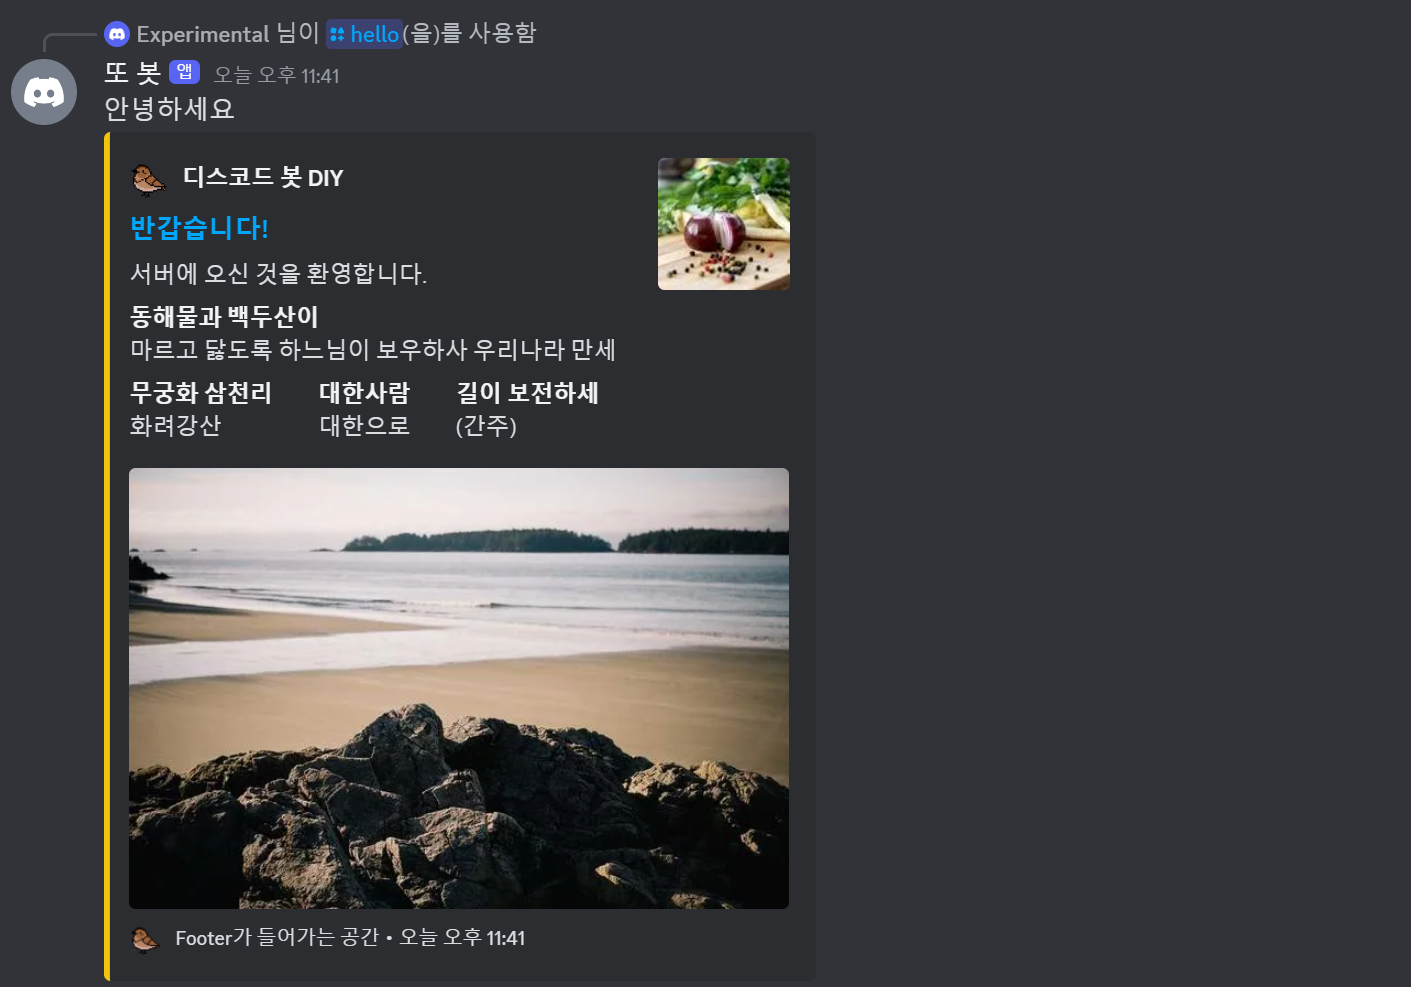 Experimental 님이 hello(을)를 사용함
또 봇 앱 오늘 오후 11:41
안녕하세요
디스코드 봇 DIY
반갑습니다!
서버에 오신 것을 환영합니다.
동해물과 백두산이
마르고 닳도록 하느님이 보우하사 우리나라 만세
무궁화 삼천리 대한사람 길이 보전하세
화려강산 대한으로 (간주)
Footer가 들어가는 공간 • 오늘 오후 11:41